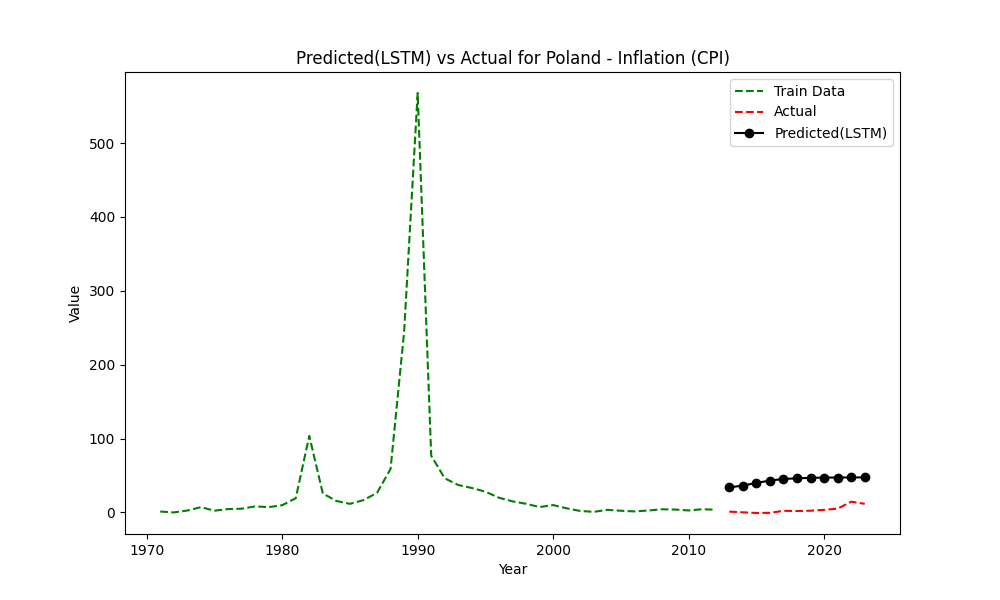 Predicted(LSTM) vs Actual for Poland - Inflation (CPI)
Train Data
Actual
Predicted(LSTM)
500
400
300
200
100
0
Value
1970 1980 1990 2000 2010 2020
Year